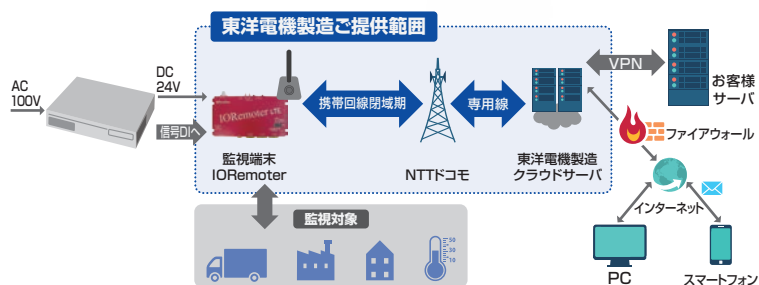 東洋電機製造ご提供範囲
AC
100V
DC
24V
信号DIへ
IORemoter LTE
監視端末
IORemoter
携帯回線閉域期
NTTドコモ
専用線
東洋電機製造
クラウドサーバ
VPN
お客様
サーバ
ファイアウォール
インターネット
PC
スマートフォン
監視対象
50
30
10